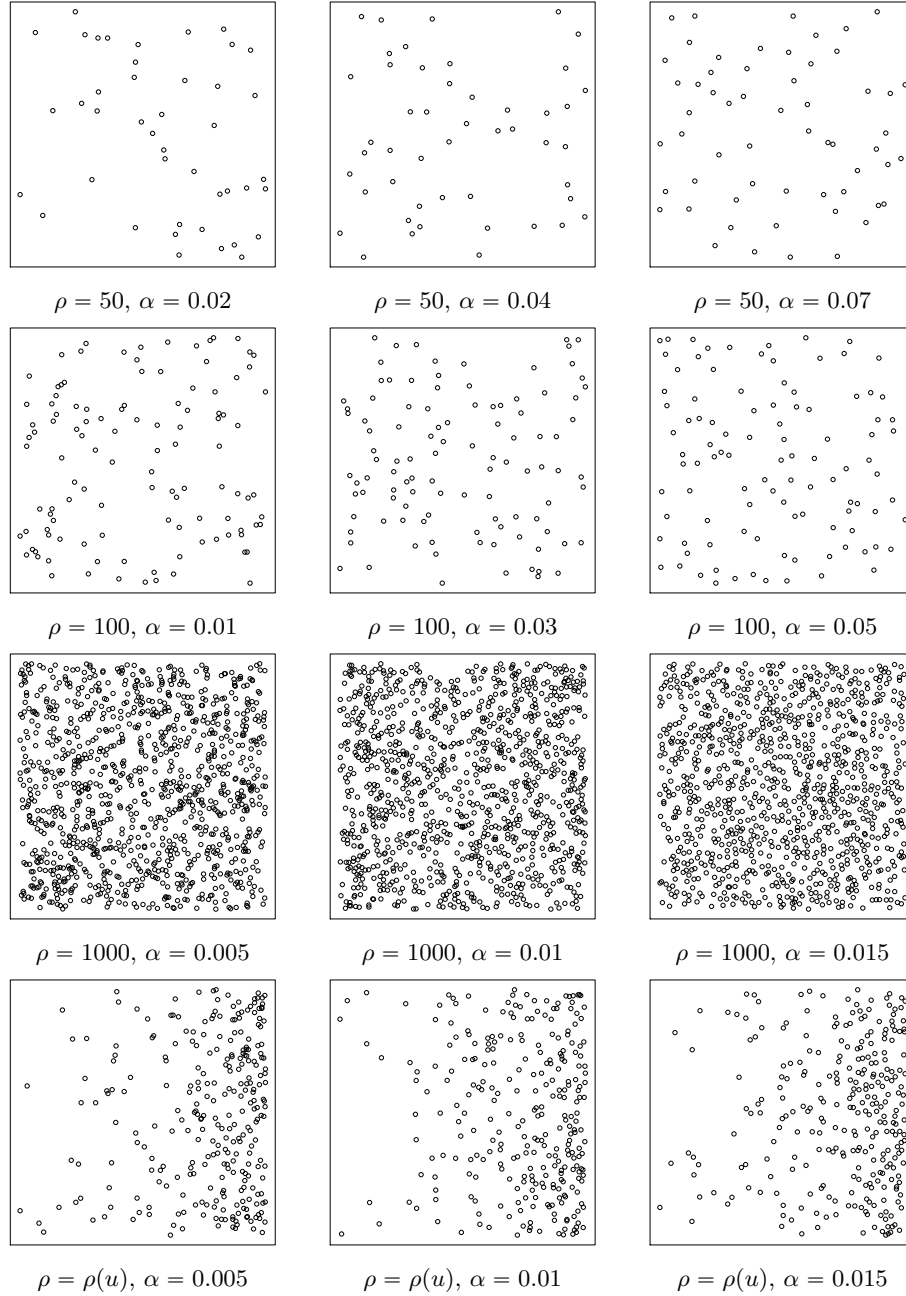 ρ = 50, α = 0.02
ρ = 50, α = 0.04
ρ = 50, α = 0.07
ρ = 100, α = 0.01
ρ = 100, α = 0.03
ρ = 100, α = 0.05
ρ = 1000, α = 0.005
ρ = 1000, α = 0.01
ρ = 1000, α = 0.015
ρ = ρ(u), α = 0.005
ρ = ρ(u), α = 0.01
ρ = ρ(u), α = 0.015